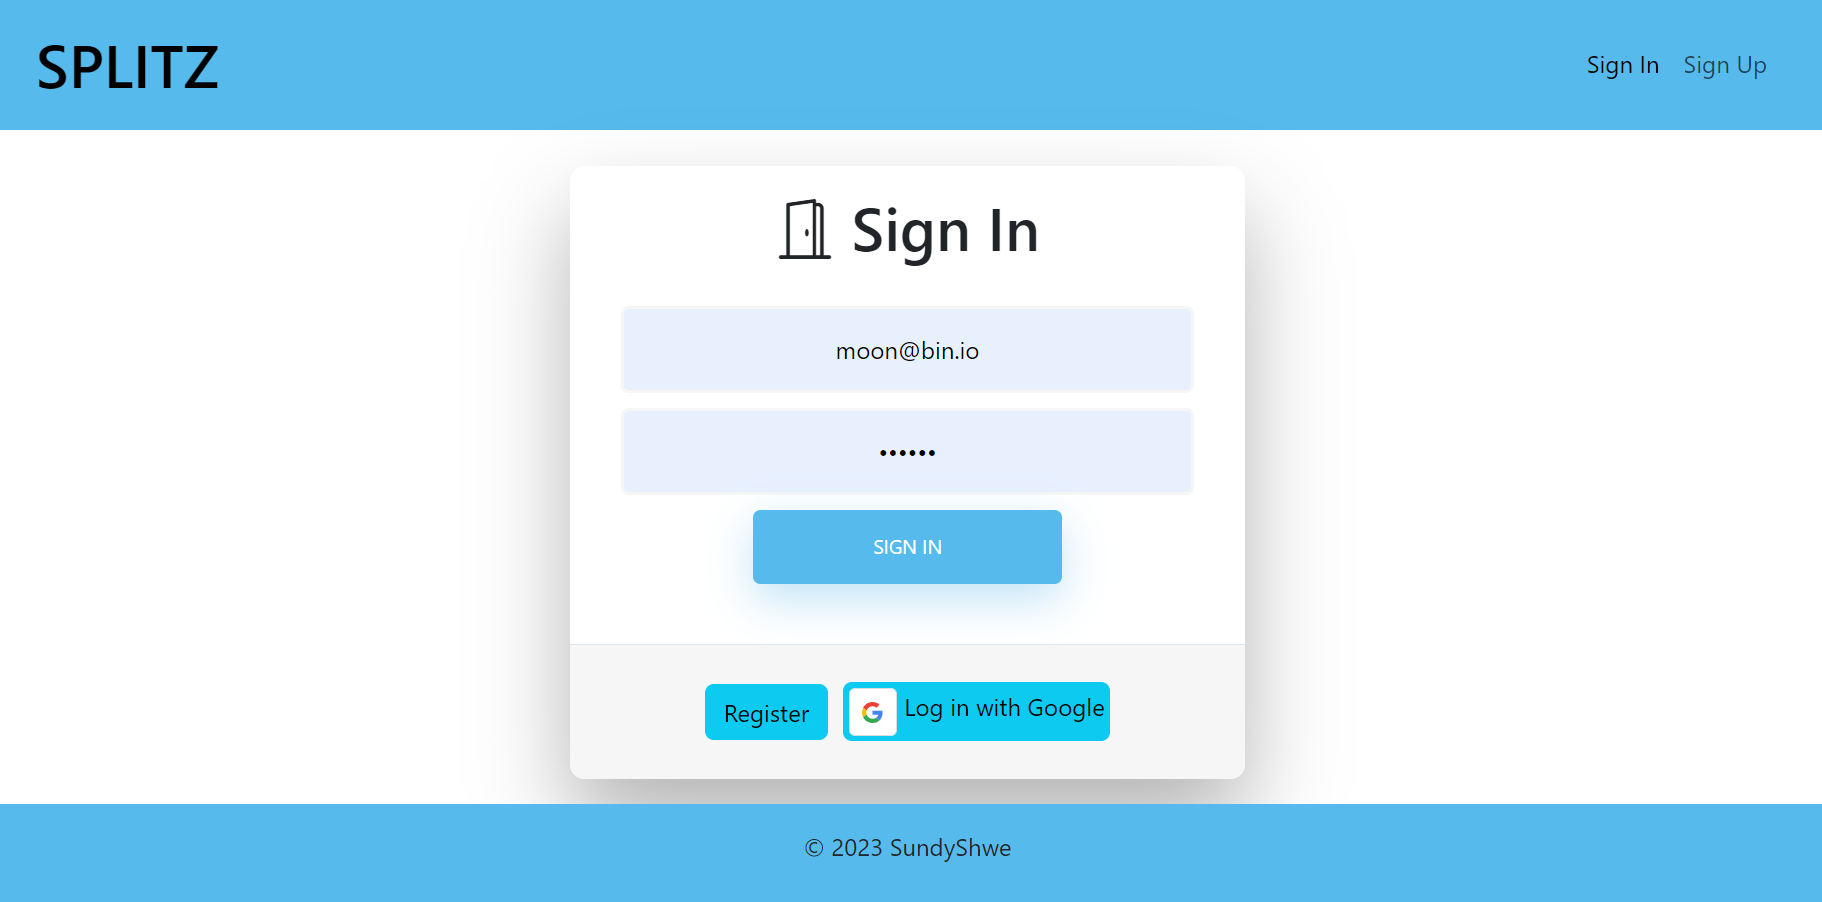 SPLITZ
Sign In Sign Up
Sign In
moon@bin.io
••••••
SIGN IN
Register
Log in with Google
© 2023 SundyShwe